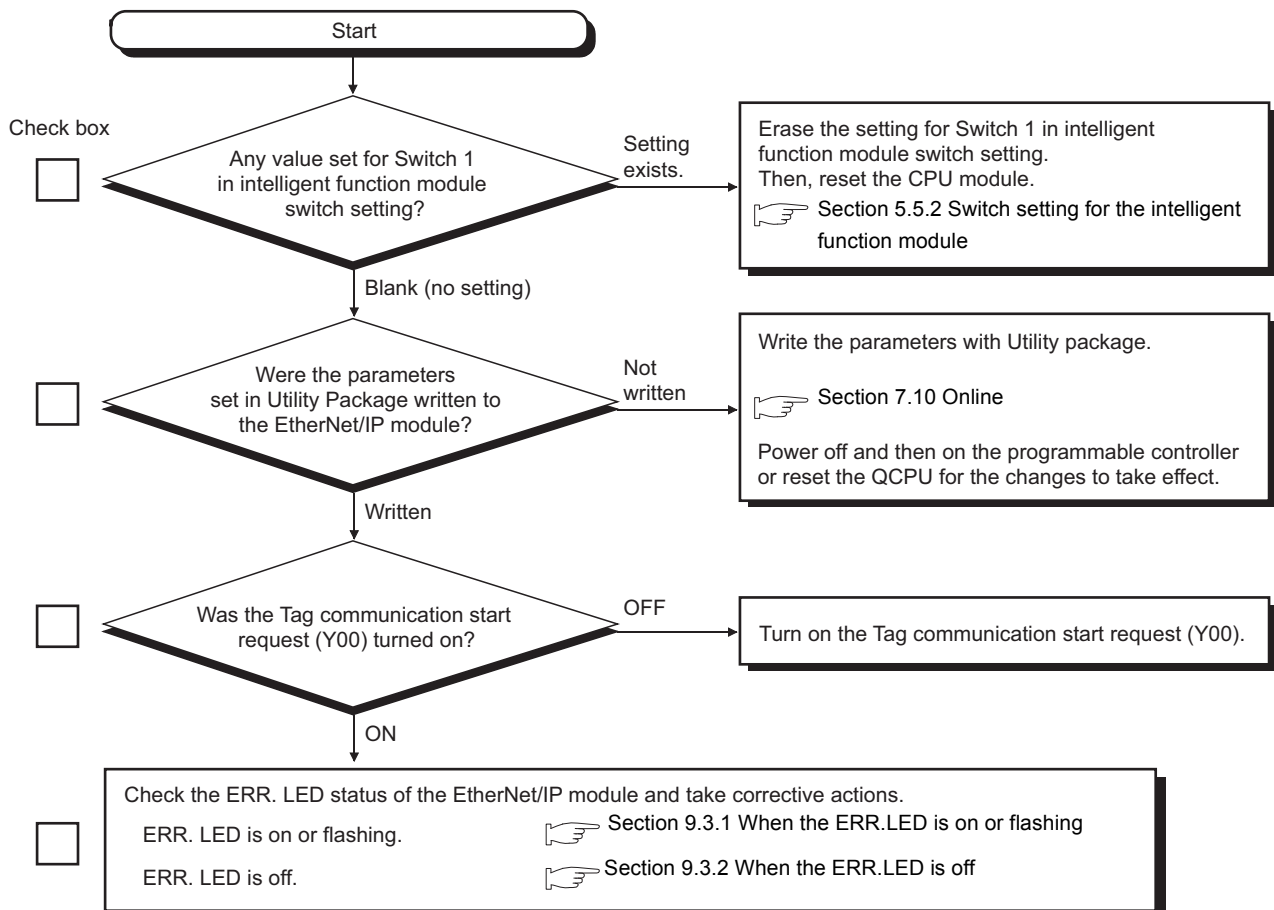 Start
Check box
Any value set for Switch 1
in intelligent function module
switch setting?
Setting
exists.
Erase the setting for Switch 1 in intelligent
function module switch setting.
Then, reset the CPU module.
Section 5.5.2 Switch setting for the intelligent
function module
Blank (no setting)
Were the parameters
set in Utility Package written to
the EtherNet/IP module?
Not
written
Write the parameters with Utility package.
Section 7.10 Online
Power off and then on the programmable controller
or reset the QCPU for the changes to take effect.
Written
Was the Tag communication start
request (Y00) turned on?
OFF
Turn on the Tag communication start request (Y00).
ON
Check the ERR. LED status of the EtherNet/IP module and take corrective actions.
ERR. LED is on or flashing.
Section 9.3.1 When the ERR.LED is on or flashing
ERR. LED is off.
Section 9.3.2 When the ERR.LED is off